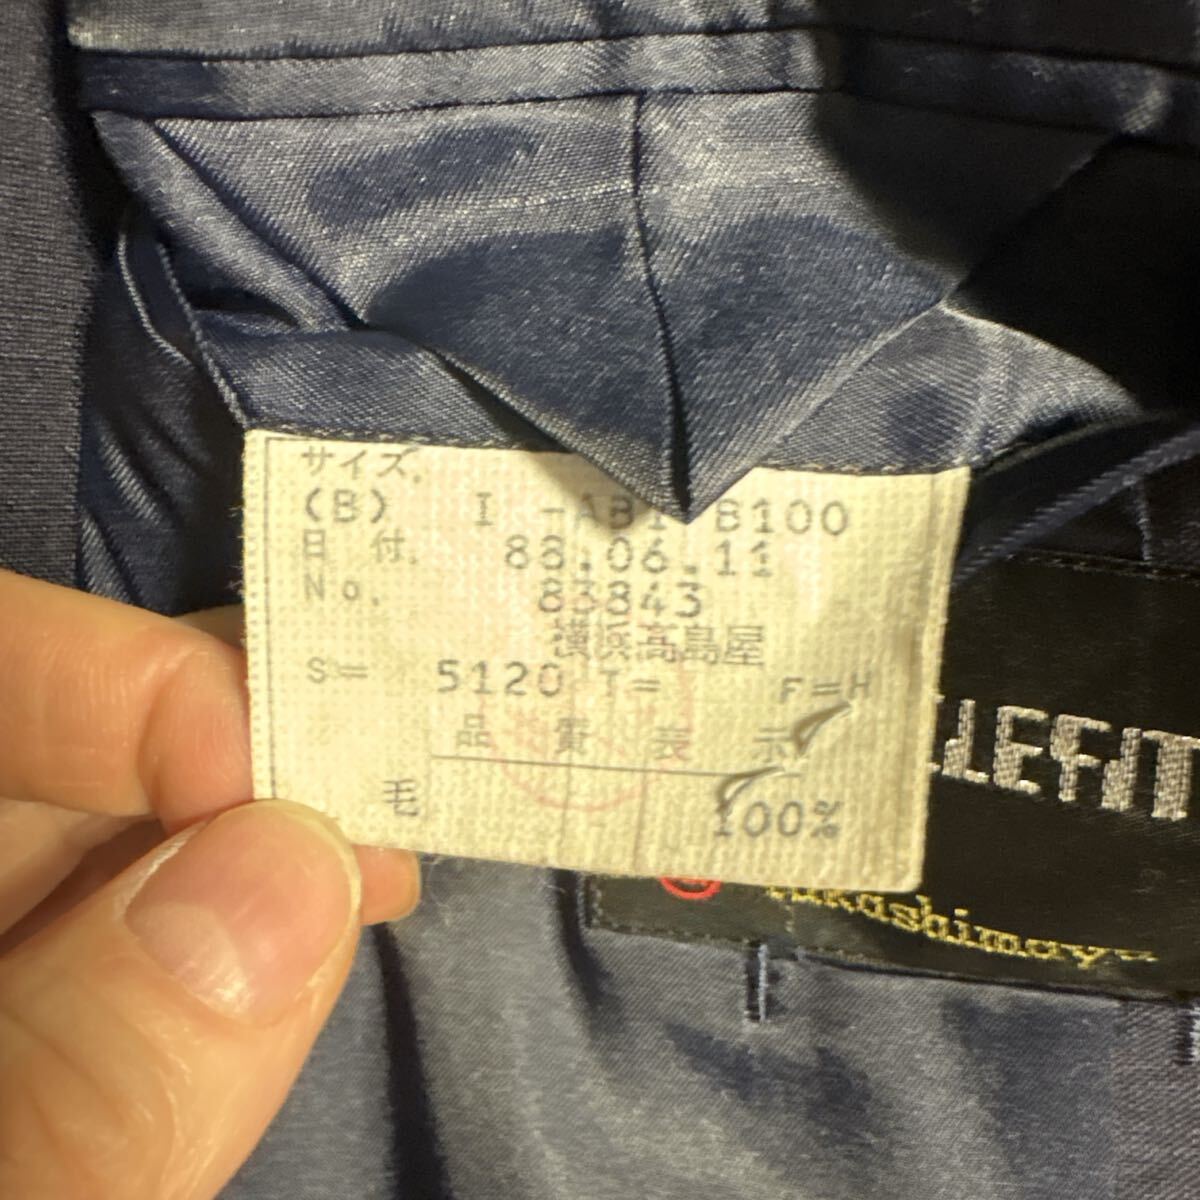 サイズ.
(B) I -AB B100
日 付. 88.06.11
No. 83843
横浜高島屋
S= 5120 T= F=H
品 質 表 示
毛 100%